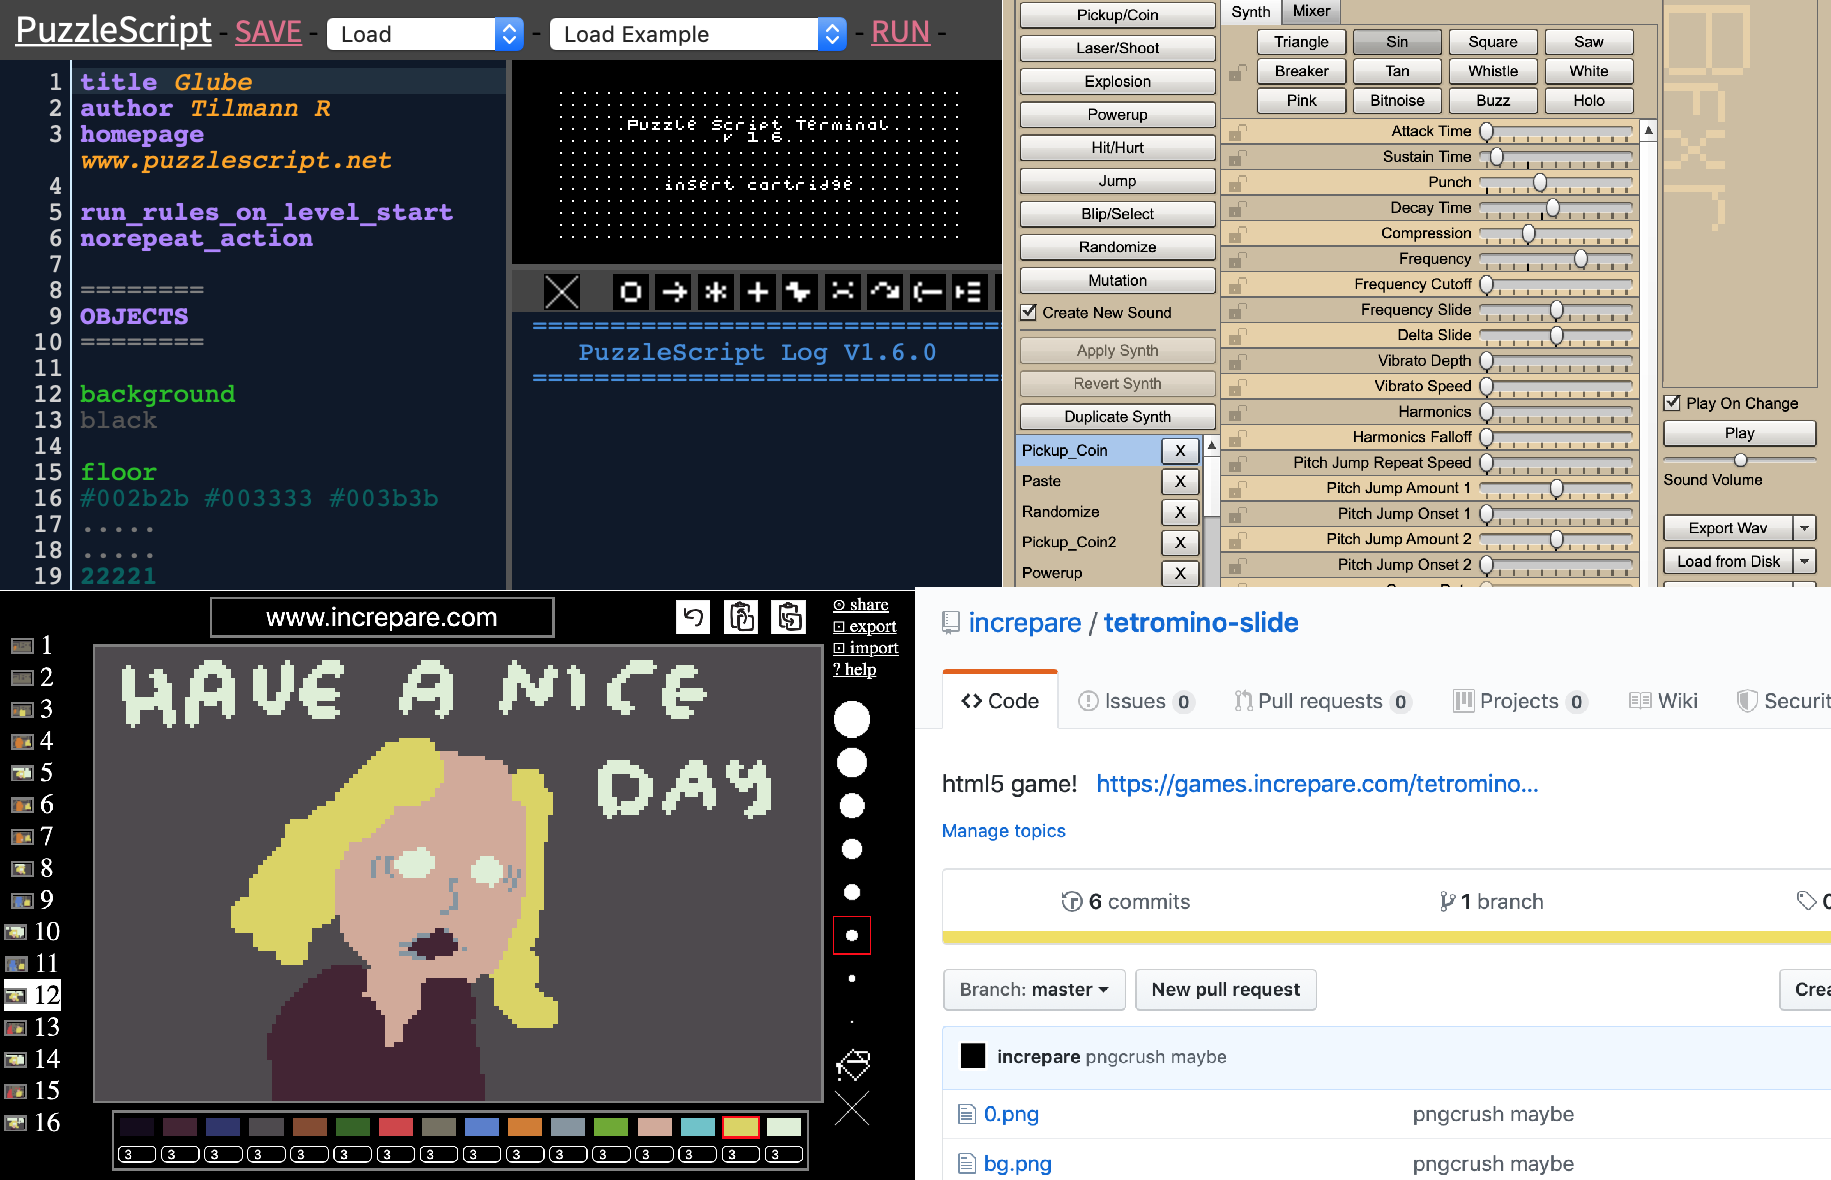 PuzzleScript - SAVE - Load - Load Example - RUN -
1 title Glube
2 author Tilmann R
3 homepage
www.puzzlescript.net
4
5 run_rules_on_level_start
6 norepeat_action
7
8 ========
9 OBJECTS
10 ========
11
12 background
13 black
14
15 floor
16 #002b2b #003333 #003b3b
17 .....
18 .....
19 22221
Puzzle Script Terminal
v 1.6
insert cartridge
PuzzleScript Log V1.6.0
Pickup/Coin
Laser/Shoot
Explosion
Powerup
Hit/Hurt
Jump
Blip/Select
Randomize
Mutation
Create New Sound
Apply Synth
Revert Synth
Duplicate Synth
Pickup_Coin X
Paste X
Randomize X
Pickup_Coin2 X
Powerup X
Synth Mixer
Triangle Sin Square Saw
Breaker Tan Whistle White
Pink Bitnoise Buzz Holo
Attack Time
Sustain Time
Punch
Decay Time
Compression
Frequency
Frequency Cutoff
Frequency Slide
Delta Slide
Vibrato Depth
Vibrato Speed
Harmonics
Harmonics Falloff
Pitch Jump Repeat Speed
Pitch Jump Amount 1
Pitch Jump Onset 1
Pitch Jump Amount 2
Pitch Jump Onset 2
Play On Change
Play
Sound Volume
Export Wav
Load from Disk
www.increpare.com
share
export
import
? help
1
2
3
4
5
6
7
8
9
10
11
12
13
14
15
16
HAVE A NICE
DAY
3 3 3 3 3 3 3 3 3 3 3 3 3 3 3 3
increpare / tetromino-slide
Code Issues 0 Pull requests 0 Projects 0 Wiki Securit
html5 game! https://games.increpare.com/tetromino...
Manage topics
6 commits 1 branch 0
Branch: master New pull request Crea
increpare pngcrush maybe
0.png pngcrush maybe
bg.png pngcrush maybe